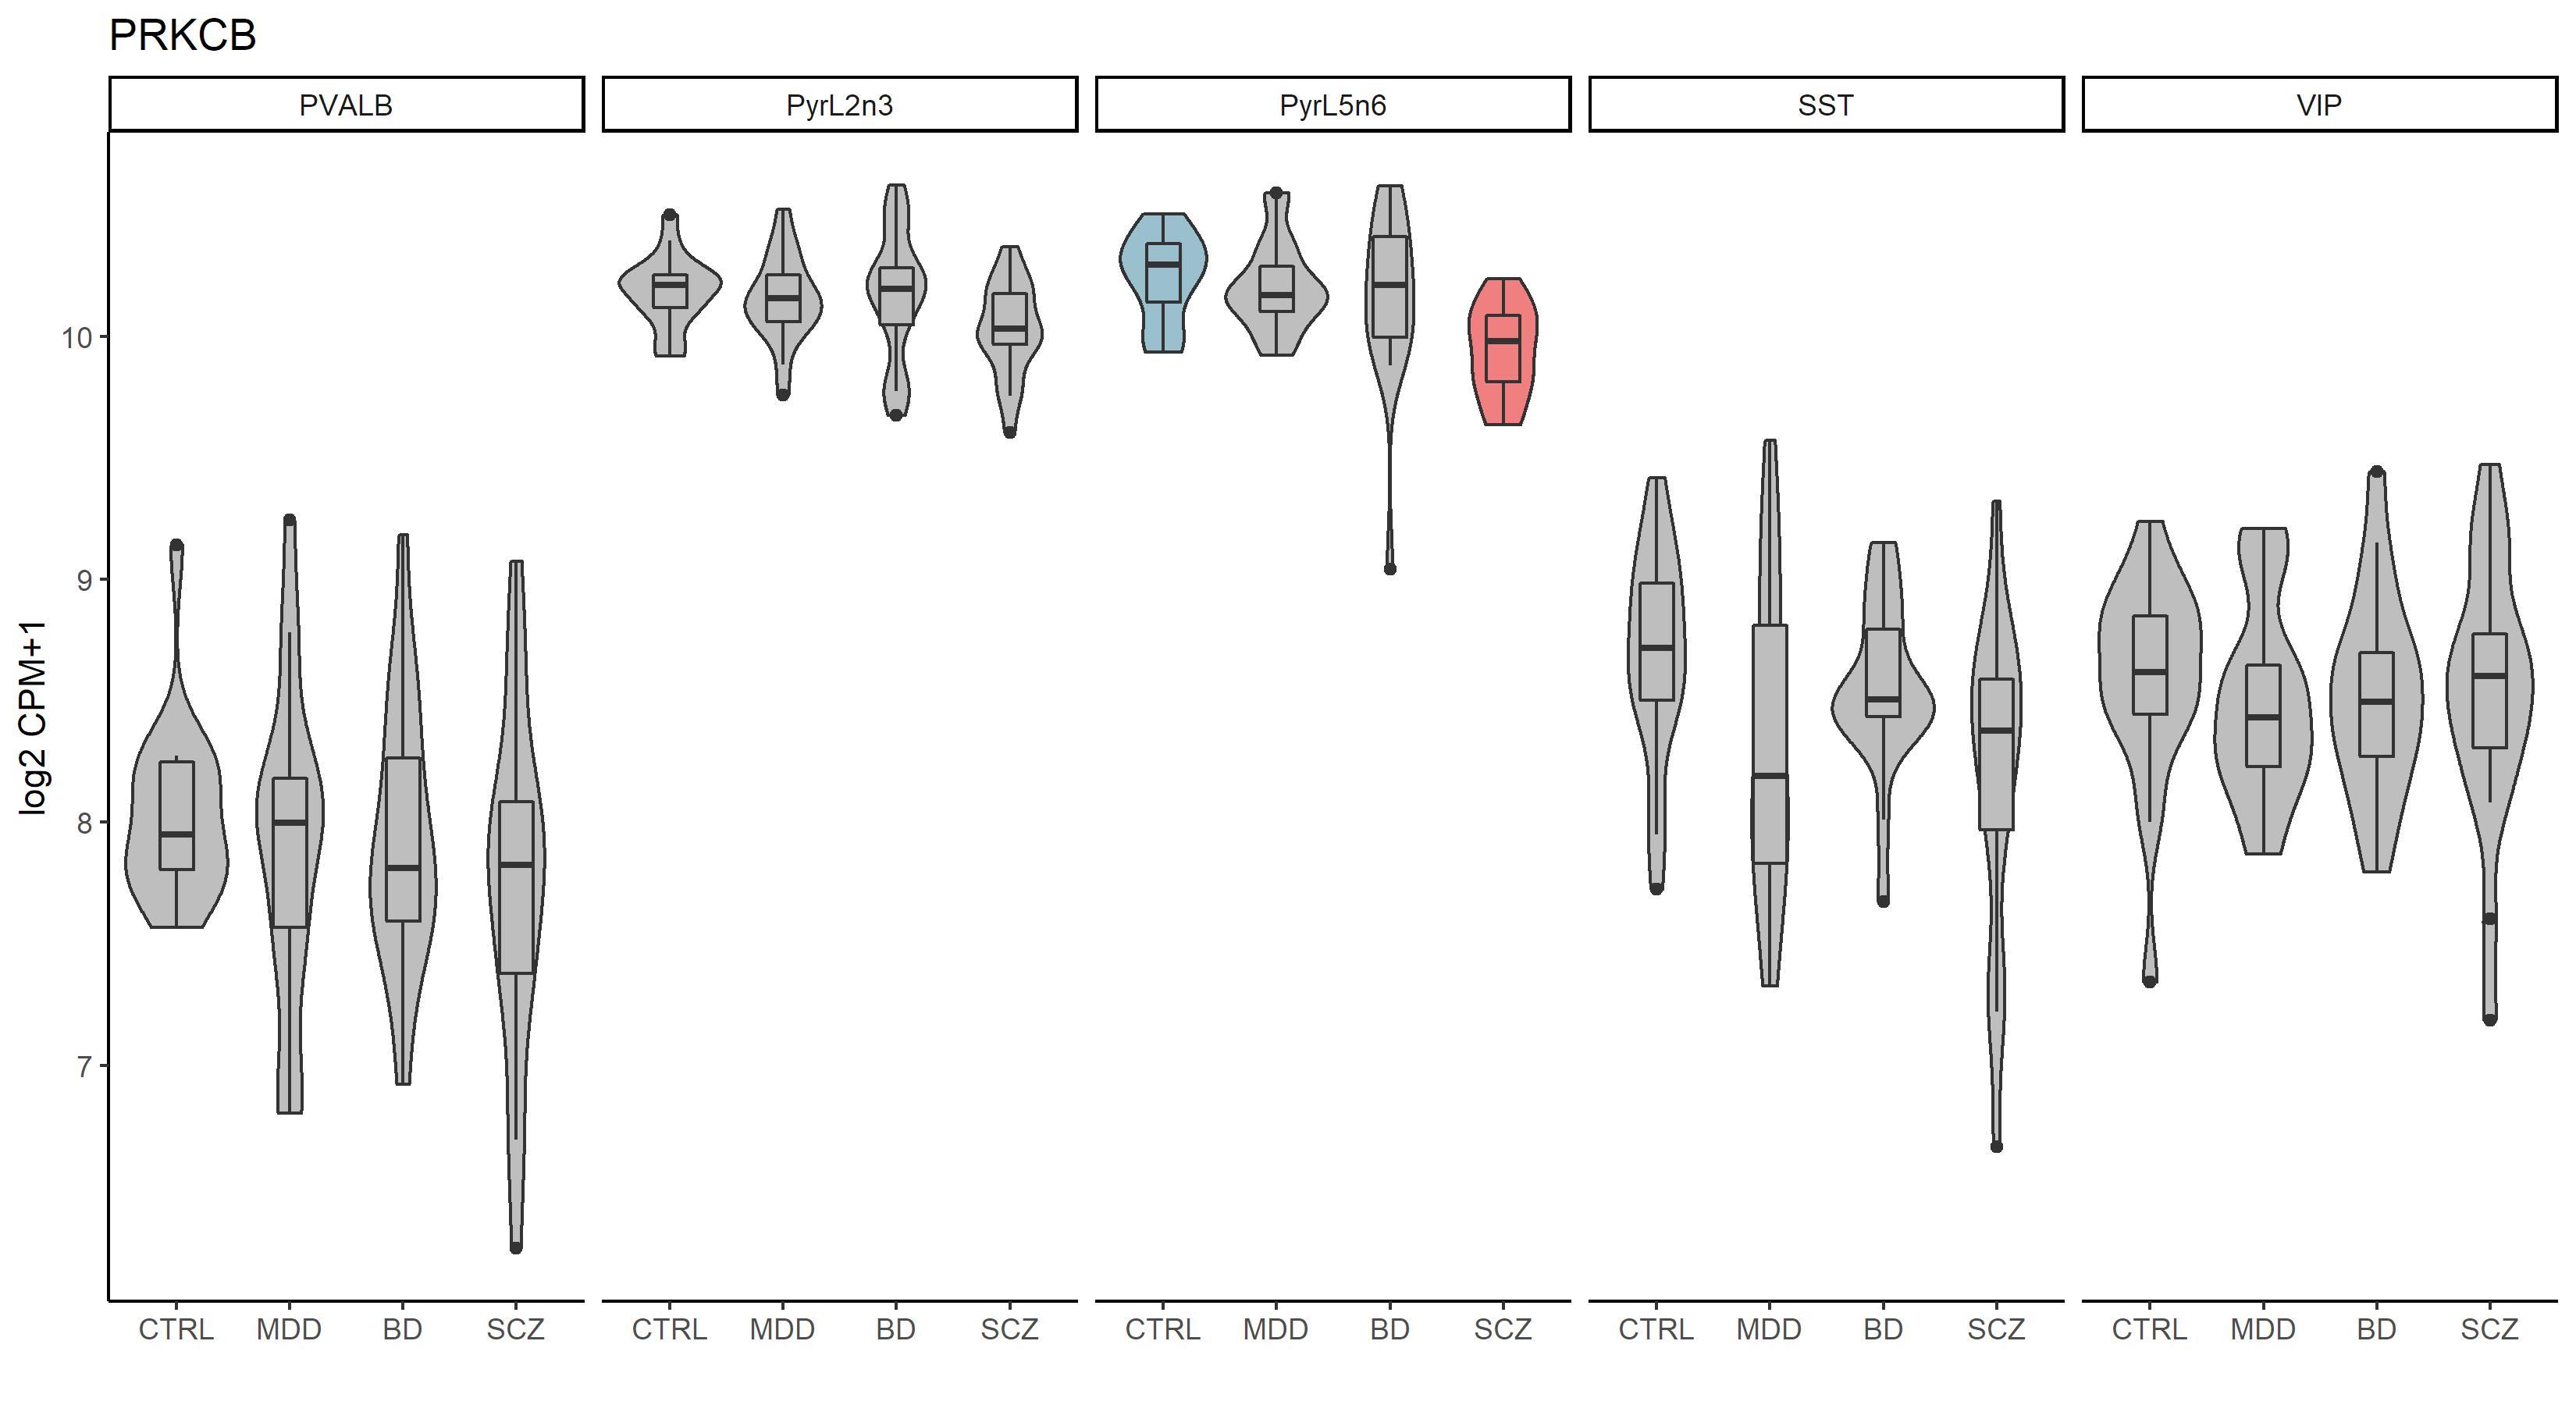 PRKCB
PVALB PyrL2n3 PyrL5n6 SST VIP
log2 CPM+1
10
9
8
7
CTRL MDD BD SCZ CTRL MDD BD SCZ CTRL MDD BD SCZ CTRL MDD BD SCZ CTRL MDD BD SCZ